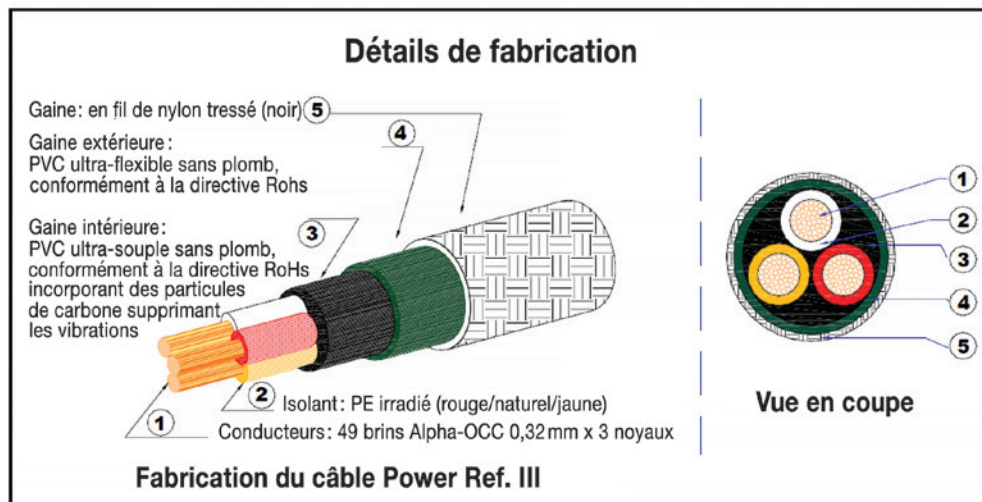 Détails de fabrication
Gaine : en fil de nylon tressé (noir) 5
4
Gaine extérieure :
PVC ultra-flexible sans plomb,
conformément à la directive Rohs
Gaine intérieure :
PVC ultra-souple sans plomb,
conformément à la directive RoHs
incorporant des particules
de carbone supprimant
les vibrations
3
2 Isolant : PE irradié (rouge/naturel/jaune)
1 Conducteurs : 49 brins Alpha-OCC 0,32 mm x 3 noyaux
Fabrication du câble Power Ref. III
1
2
3
4
5
Vue en coupe